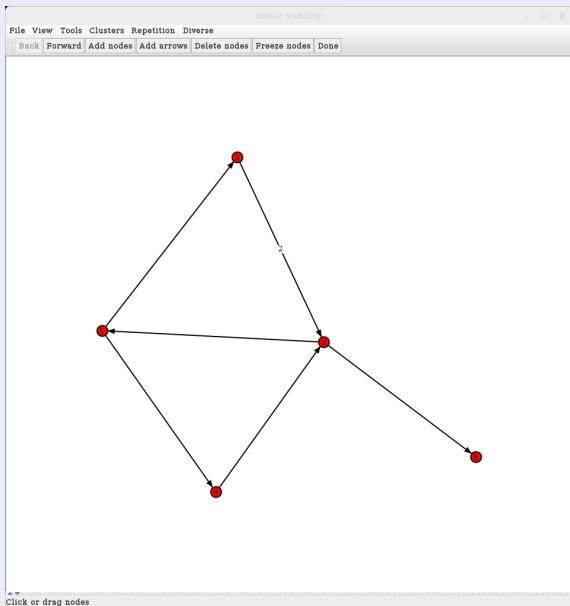 Quiver mutation
File View Tools Clusters Repetition Diverse
Back Forward Add nodes Add arrows Delete nodes Freeze nodes Done
2
Click or drag nodes